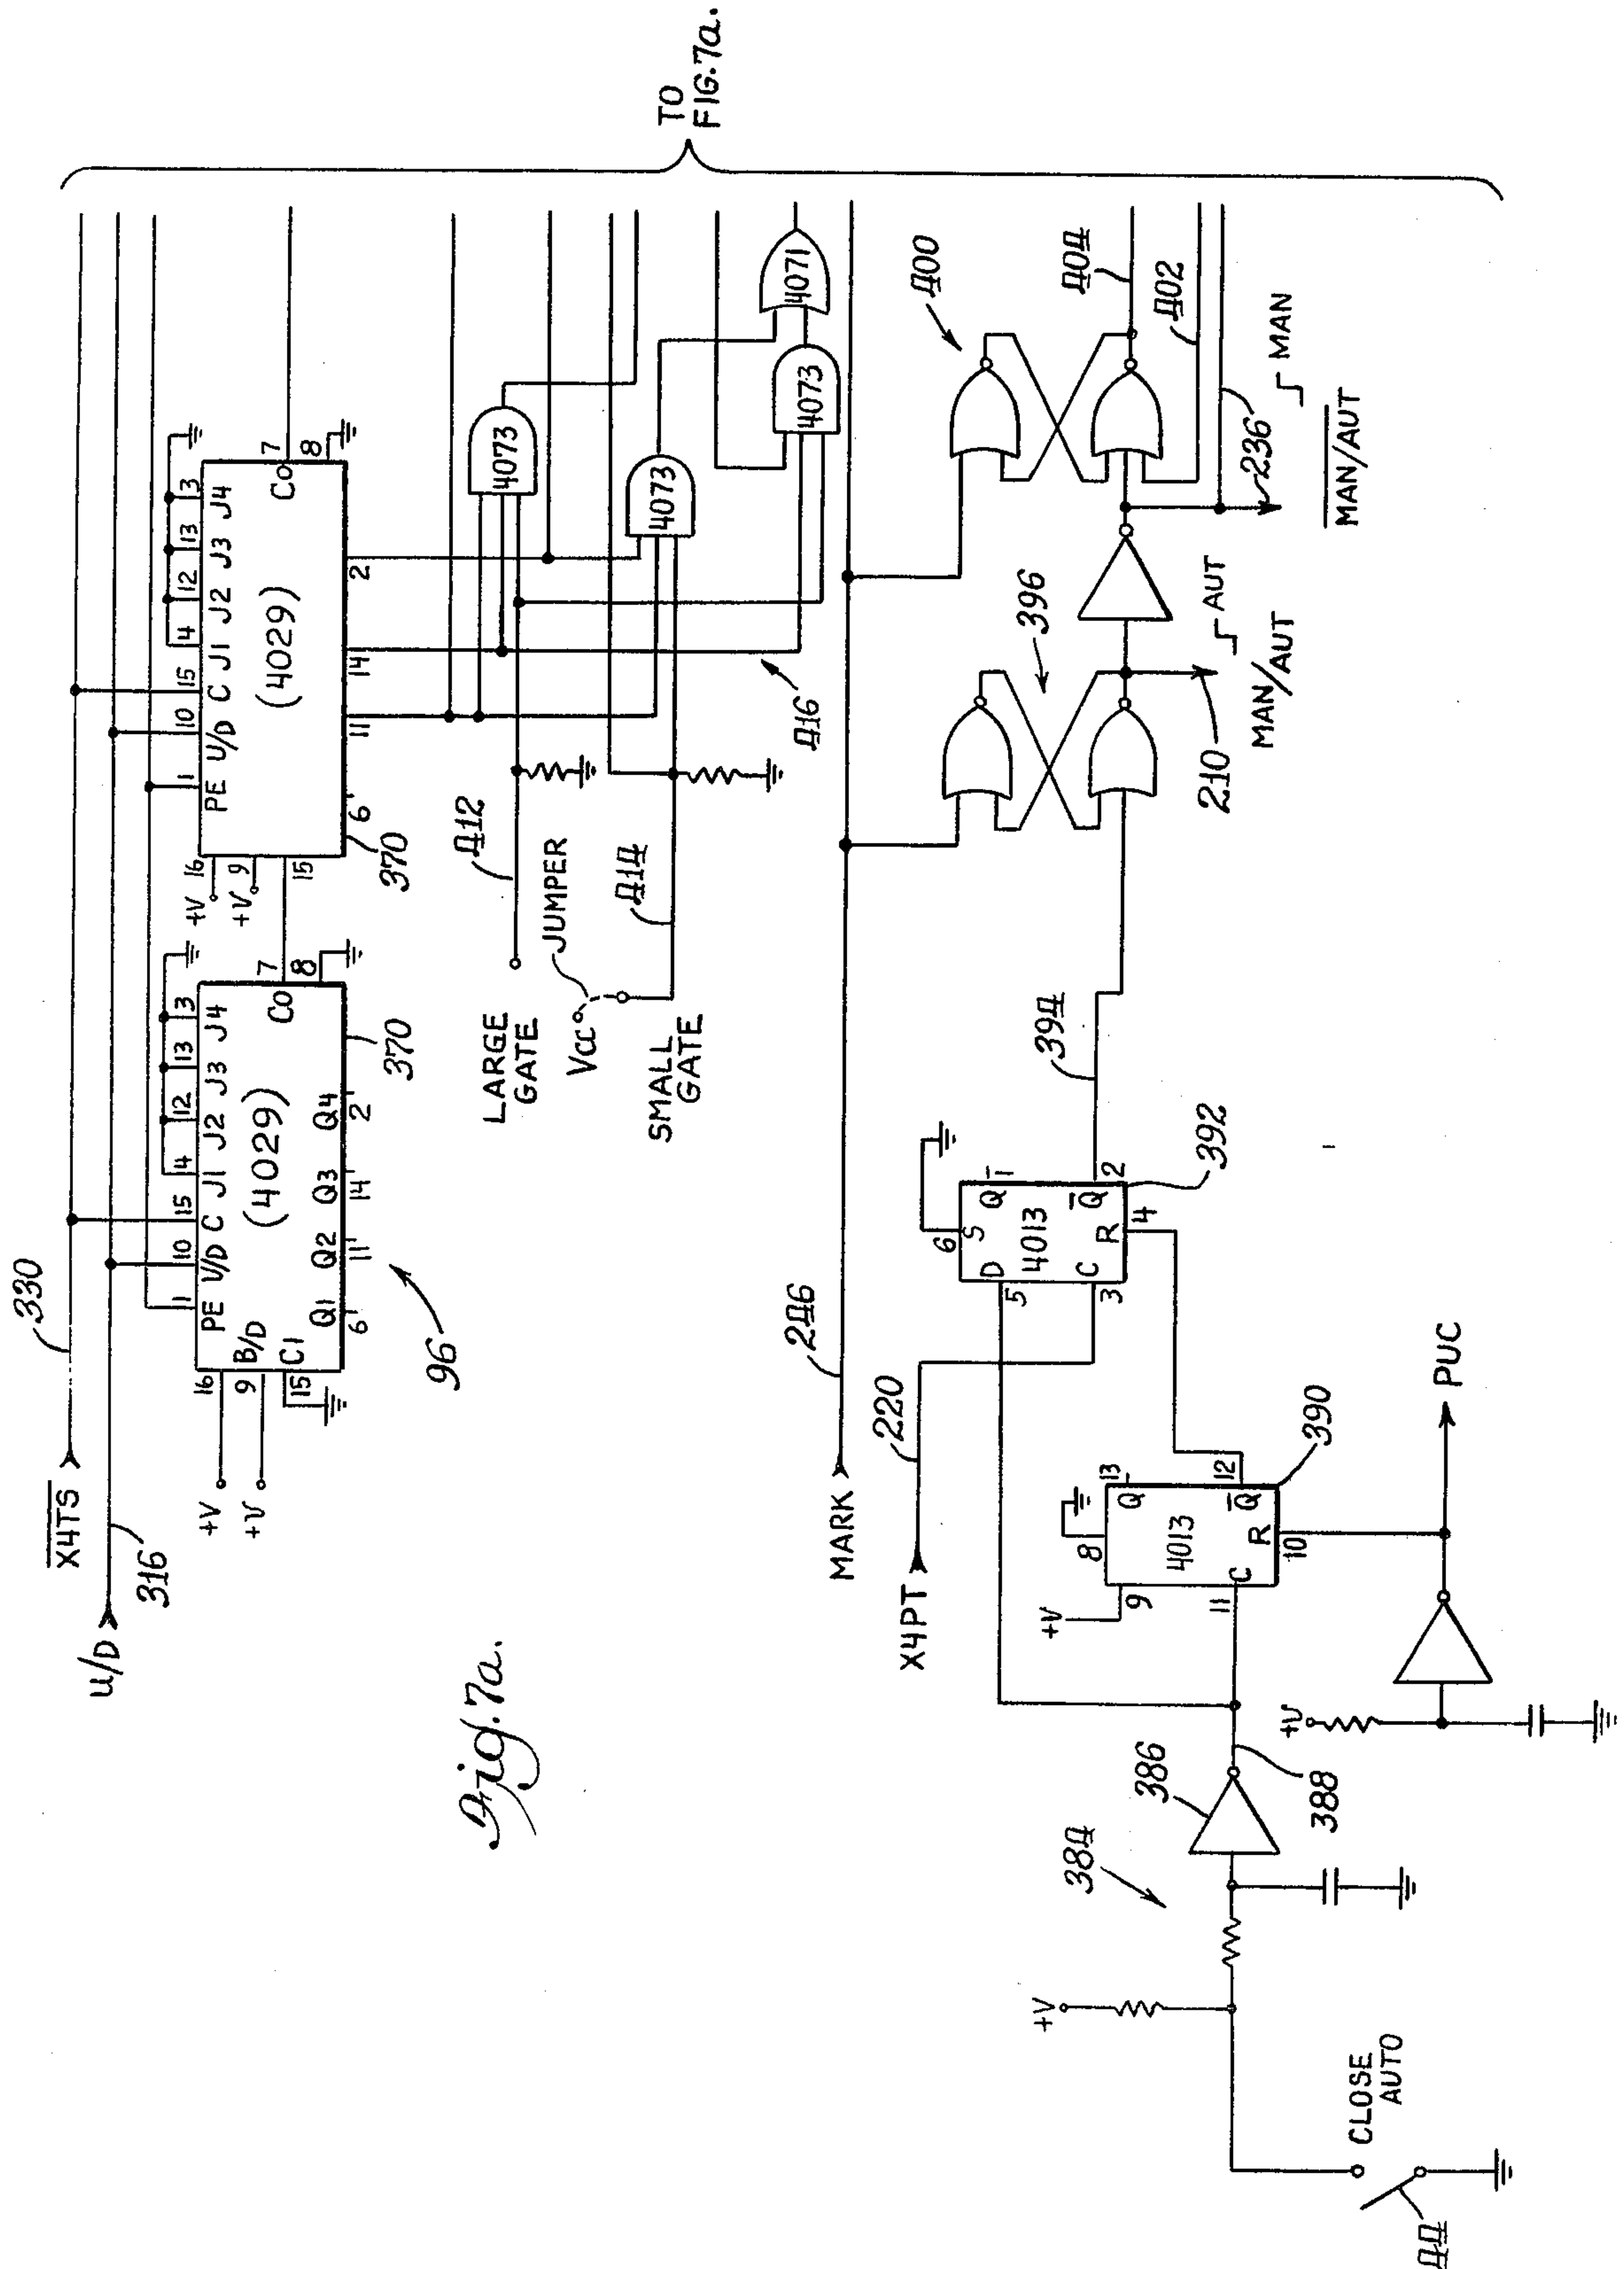 X4TS
330
U/D
316
+V
+V
16
9
15
1
10
15
4
12
13
3
PE
U/D
C
J1
J2
J3
J4
B/D
C1
(4029)
CO
7
8
Q1
Q2
Q3
Q4
6
11
14
2
370
96
+V
+V
16
9
15
1
10
15
4
12
13
3
PE
U/D
C
J1
J2
J3
J4
(4029)
CO
7
8
6
11
14
2
370
TO
FIG. 7a.
LARGE
GATE
412
Vcc
JUMPER
SMALL
GATE
414
416
4073
4073
4073
4071
Fig. 7a.
MARK
246
X4PT
220
+V
9
8
13
Q
4013
11
C
R
10
Q
12
390
5
D
6
S
Q
1
4013
3
C
R
4
Q
2
392
394
396
400
404
402
210
MAN/AUT
AUT
236
MAN/AUT
MAN
PUC
+V
384
386
388
+V
CLOSE
AUTO
44